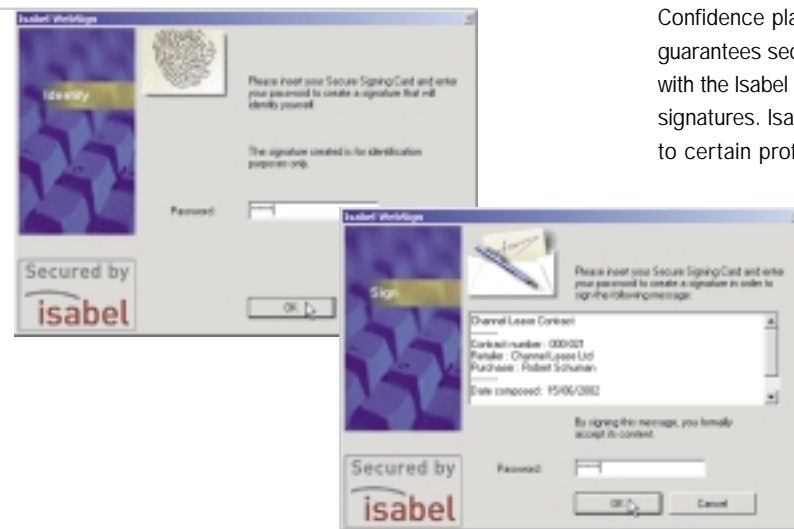 Isabel WebSign
Identity
Please insert your Secure Signing Card and enter
your password to create a signature that will
identify yourself.
The signature created is for identification
purposes only.
Password:
Secured by
isabel
OK
Confidence pla
guarantees sec
with the Isabel
signatures. Isa
to certain prof
Isabel WebSign
Sign
Please insert your Secure Signing Card and enter
your password to create a signature in order to
sign the following message:
Channel Lease Contract
Contract number : 000-021
Retailer : Channel Lease Ltd
Purchaser : Robert Schuman
Date composed : 15/06/2002
By signing this message, you formally
accept its content.
Password:
Secured by
isabel
OK
Cancel